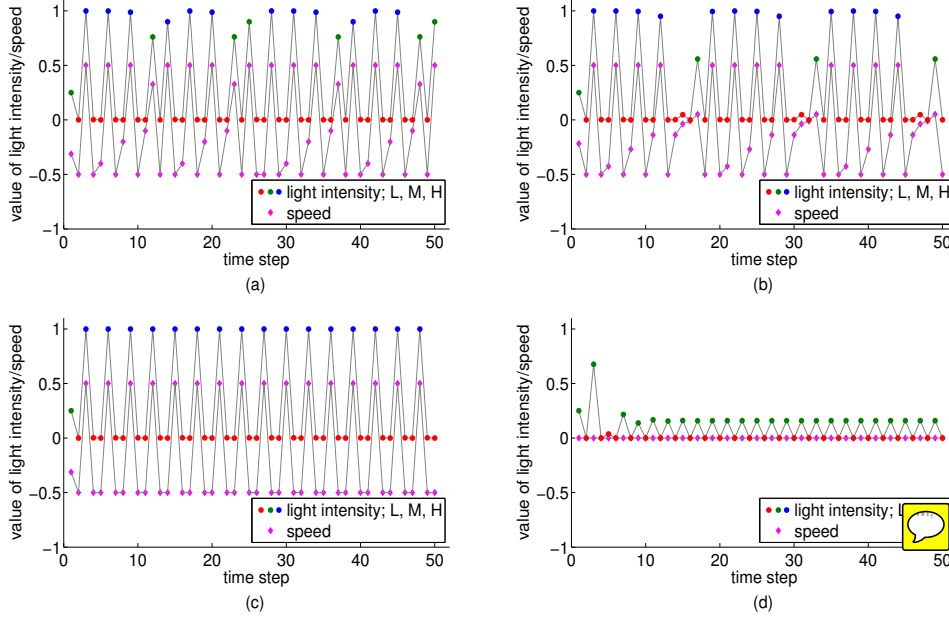 value of light intensity/speed
1
0.5
0
−0.5
−1
light intensity; L, M, H
speed
0 10 20 30 40 50
time step
(a)
value of light intensity/speed
1
0.5
0
−0.5
−1
light intensity; L, M, H
speed
0 10 20 30 40 50
time step
(b)
value of light intensity/speed
1
0.5
0
−0.5
−1
light intensity; L, M, H
speed
0 10 20 30 40 50
time step
(c)
value of light intensity/speed
1
0.5
0
−0.5
−1
light intensity; L
speed
0 10 20 30 40 50
time step
(d)